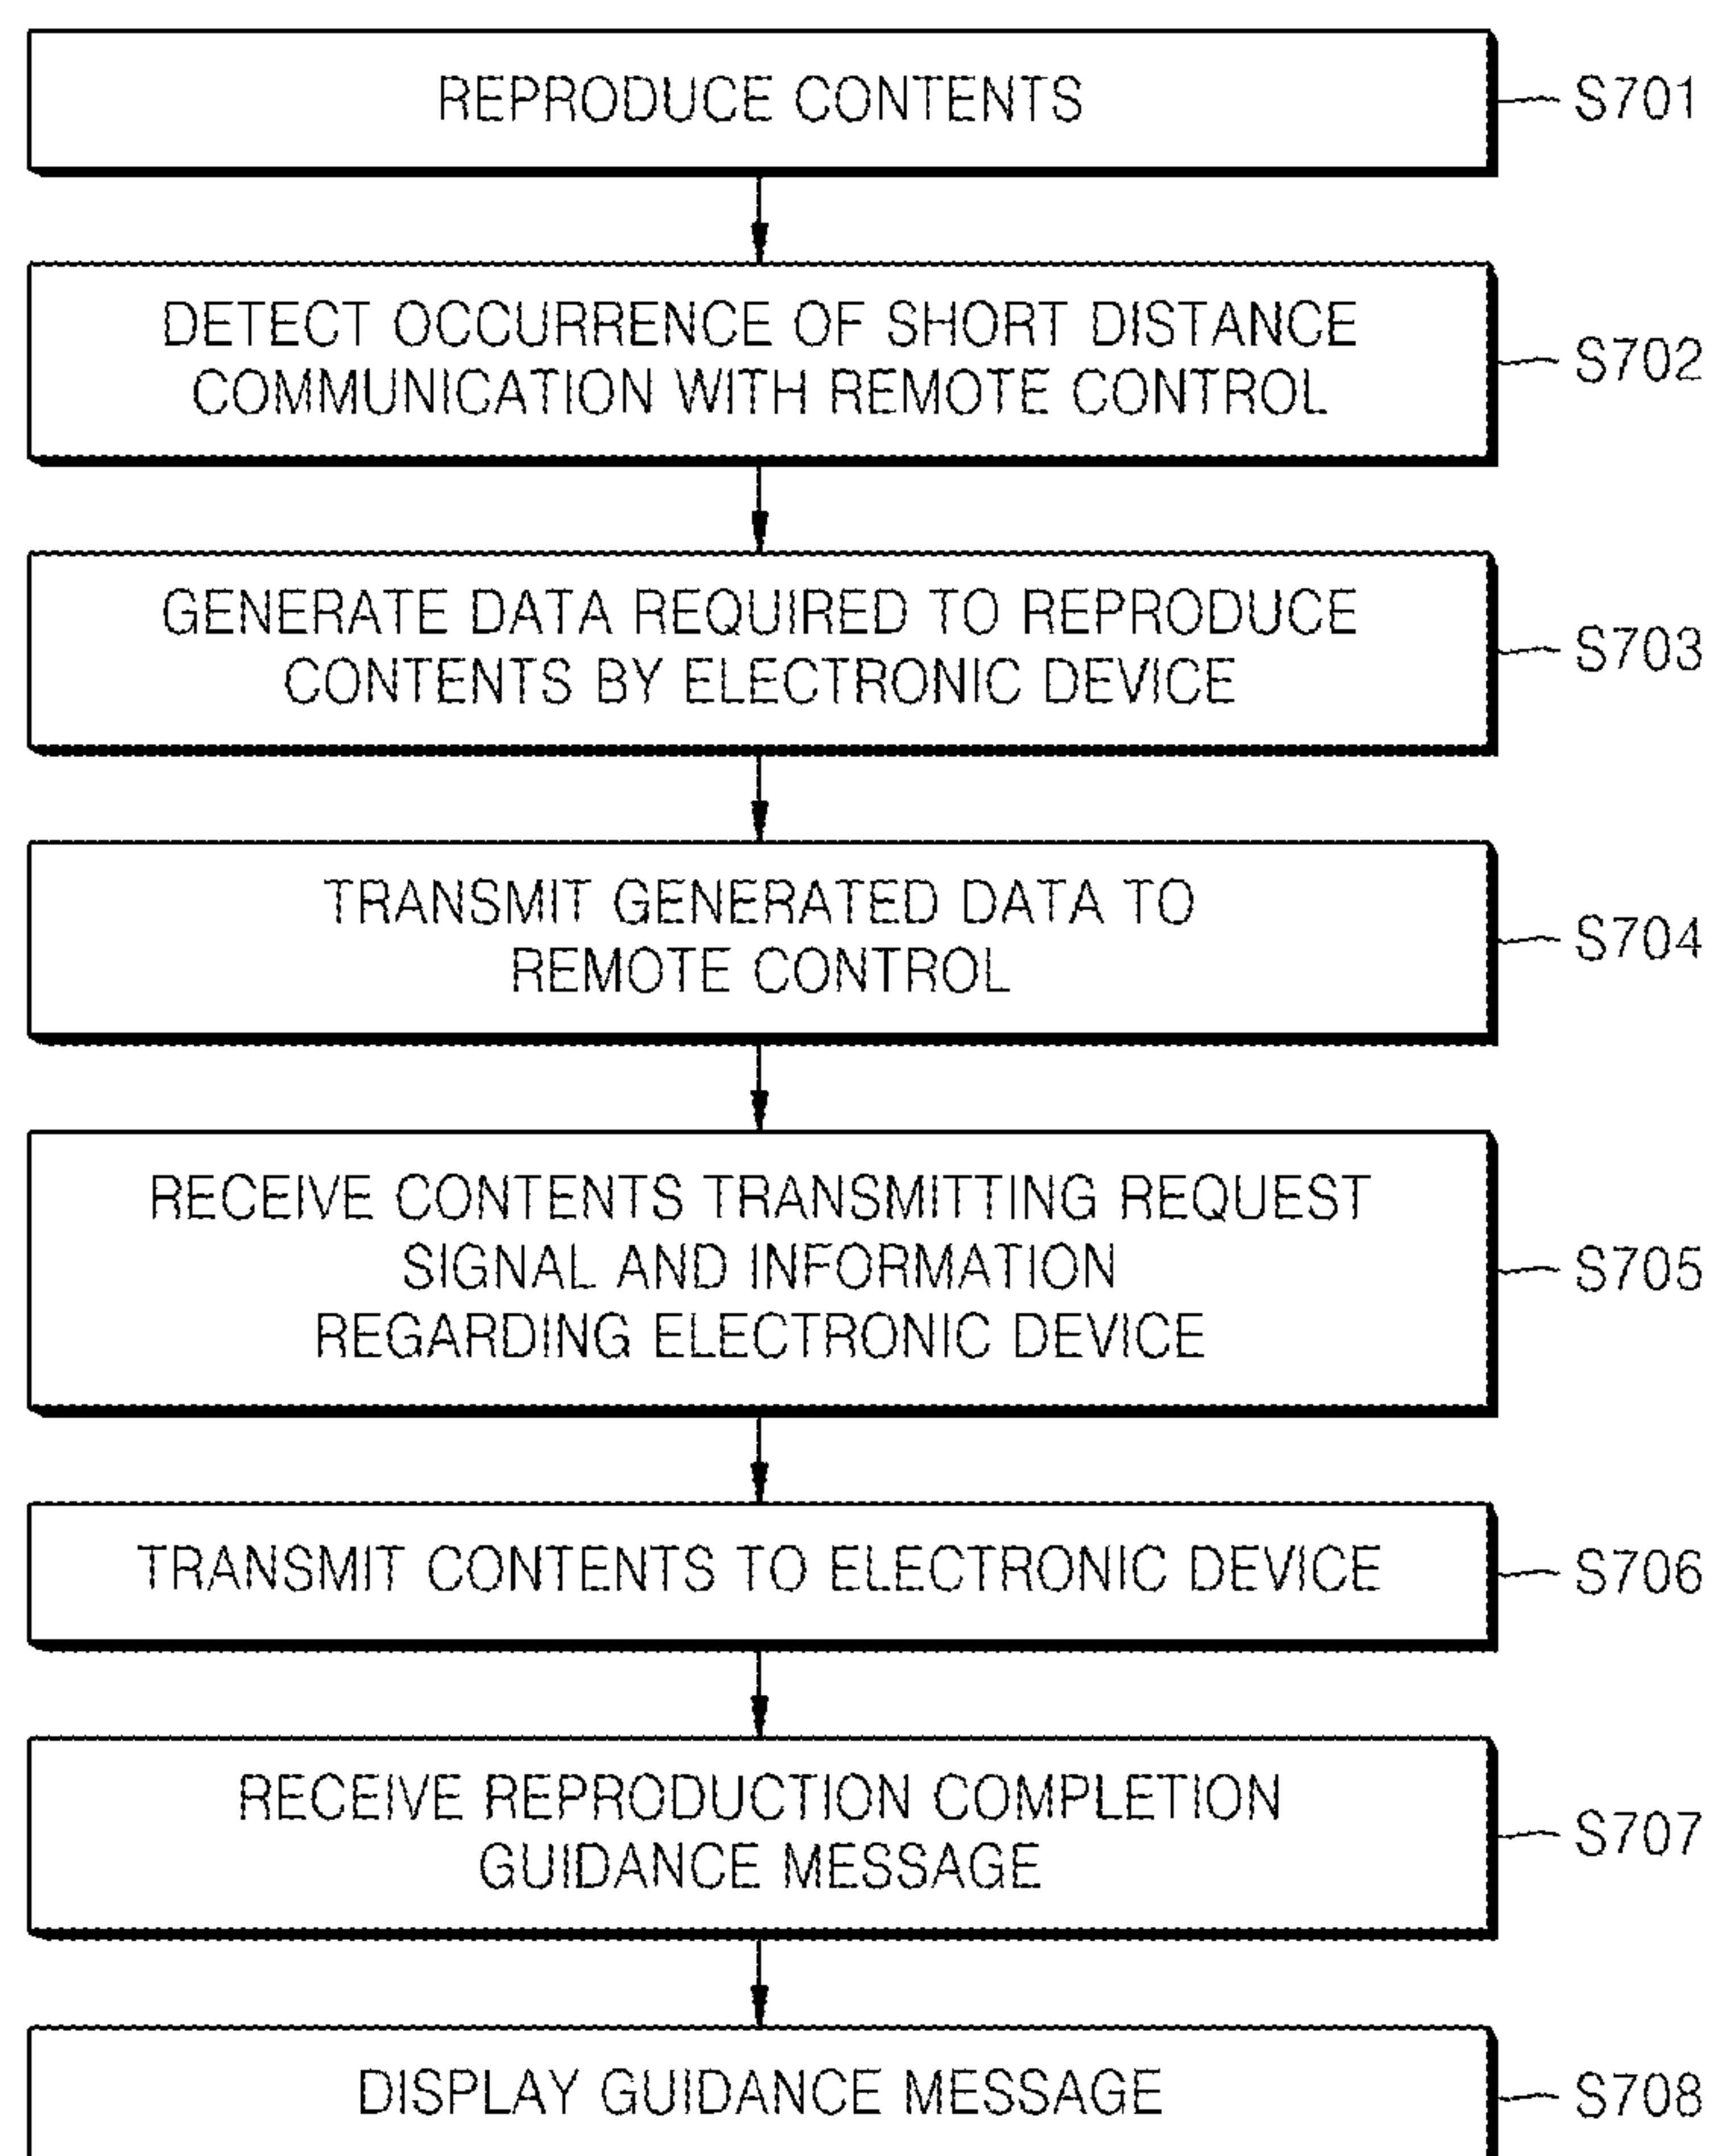 REPRODUCE CONTENTS
S701
DETECT OCCURRENCE OF SHORT DISTANCE
COMMUNICATION WITH REMOTE CONTROL
S702
GENERATE DATA REQUIRED TO REPRODUCE
CONTENTS BY ELECTRONIC DEVICE
S703
TRANSMIT GENERATED DATA TO
REMOTE CONTROL
S704
RECEIVE CONTENTS TRANSMITTING REQUEST
SIGNAL AND INFORMATION
REGARDING ELECTRONIC DEVICE
S705
TRANSMIT CONTENTS TO ELECTRONIC DEVICE
S706
RECEIVE REPRODUCTION COMPLETION
GUIDANCE MESSAGE
S707
DISPLAY GUIDANCE MESSAGE
S708